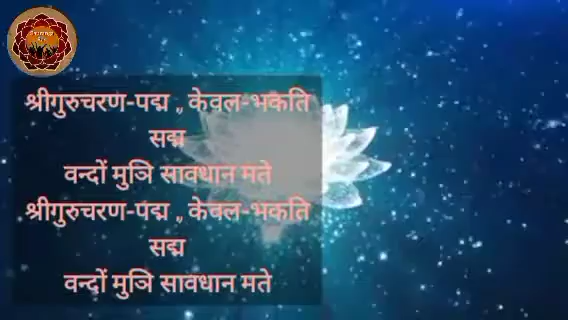 श्रीगुरुचरण-पद्म ,, केवल-भकति
सद्म
वन्दों मुञि सावधान मते
श्रीगुरुचरण-पद्म ,, केवल-भकति
सद्म
वन्दों मुञि सावधान मते